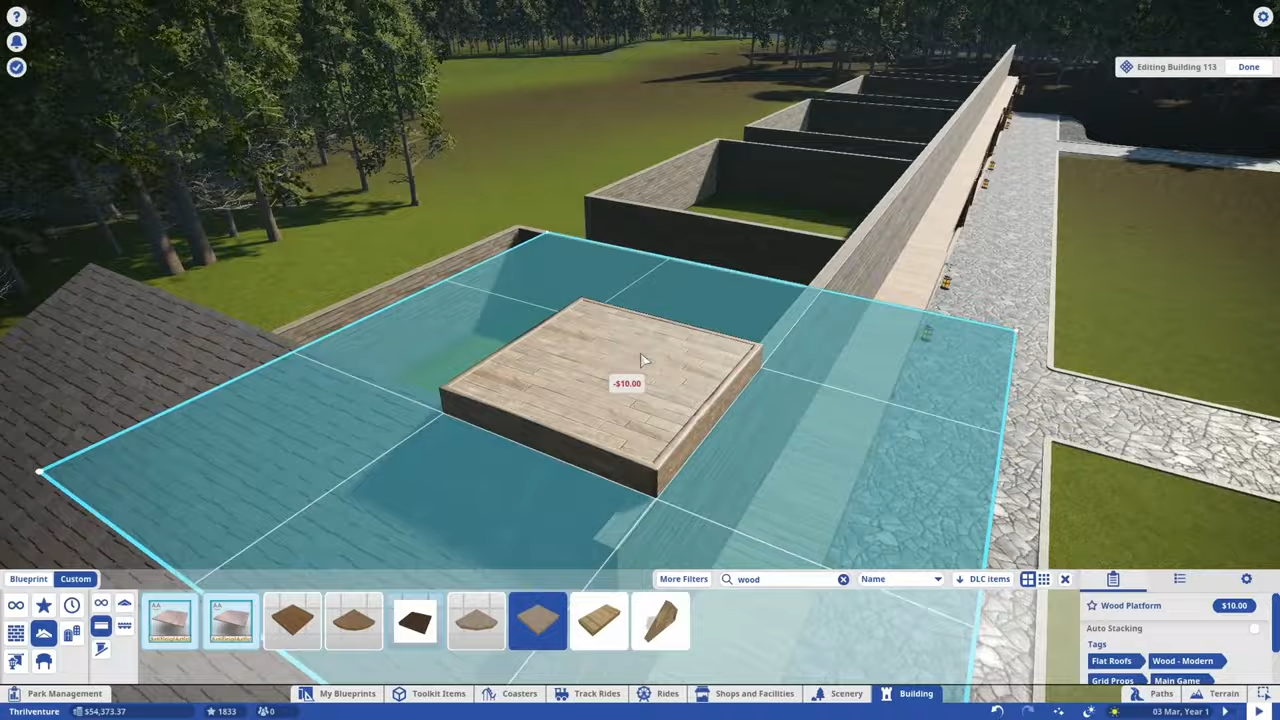 Editing Building 113 Done
-$10.00
Blueprint Custom
More Filters wood Name DLC items
Wood Platform $10.00
Auto Stacking
Tags
Flat Roofs Wood - Modern
Grid Props Main Game
Park Management My Blueprints Toolkit Items Coasters Track Rides Rides Shops and Facilities Scenery Building Paths Terrain
Thrillventure $54,373.37 1833 0 03 Mar, Year 1